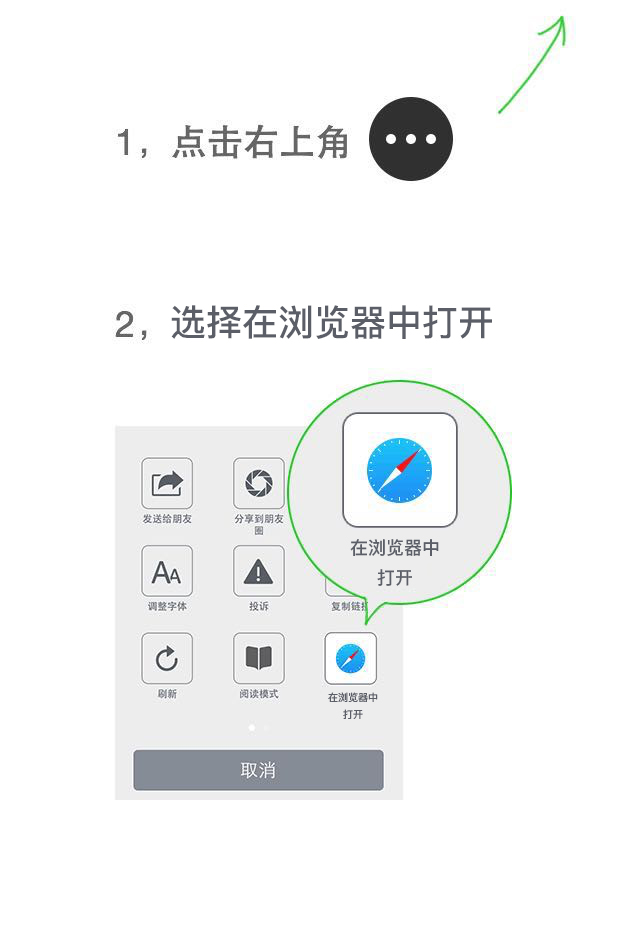 1，点击右上角
2，选择在浏览器中打开
在浏览器中
打开
发送给朋友
分享到朋友
圈
调整字体
投诉
复制链接
刷新
阅读模式
在浏览器中
打开
取消